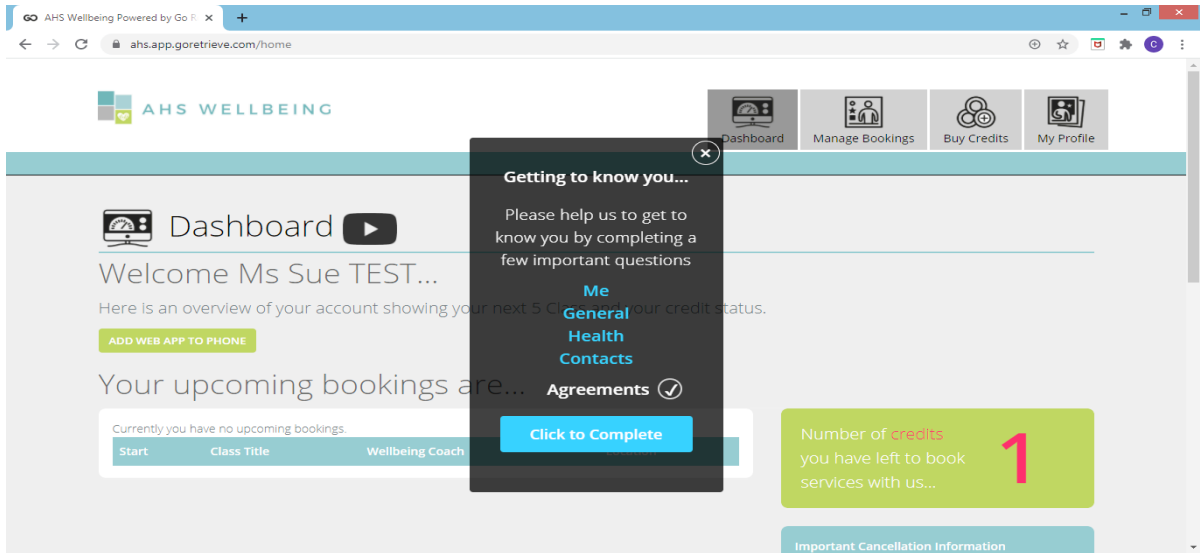 AHS Wellbeing Powered by Go R
ahs.app.goretrieve.com/home
C
AHS WELLBEING
Dashboard
Manage Bookings
Buy Credits
My Profile
Getting to know you...
Please help us to get to
know you by completing a
few important questions
Me
General
Health
Contacts
Agreements
Click to Complete
Dashboard
Welcome Ms Sue TEST...
Here is an overview of your account showing your next 5 Class and your credit status.
ADD WEB APP TO PHONE
Your upcoming bookings are...
Currently you have no upcoming bookings.
Start Class Title Wellbeing Coach Location
Number of credits
you have left to book
services with us...
1
Important Cancellation Information